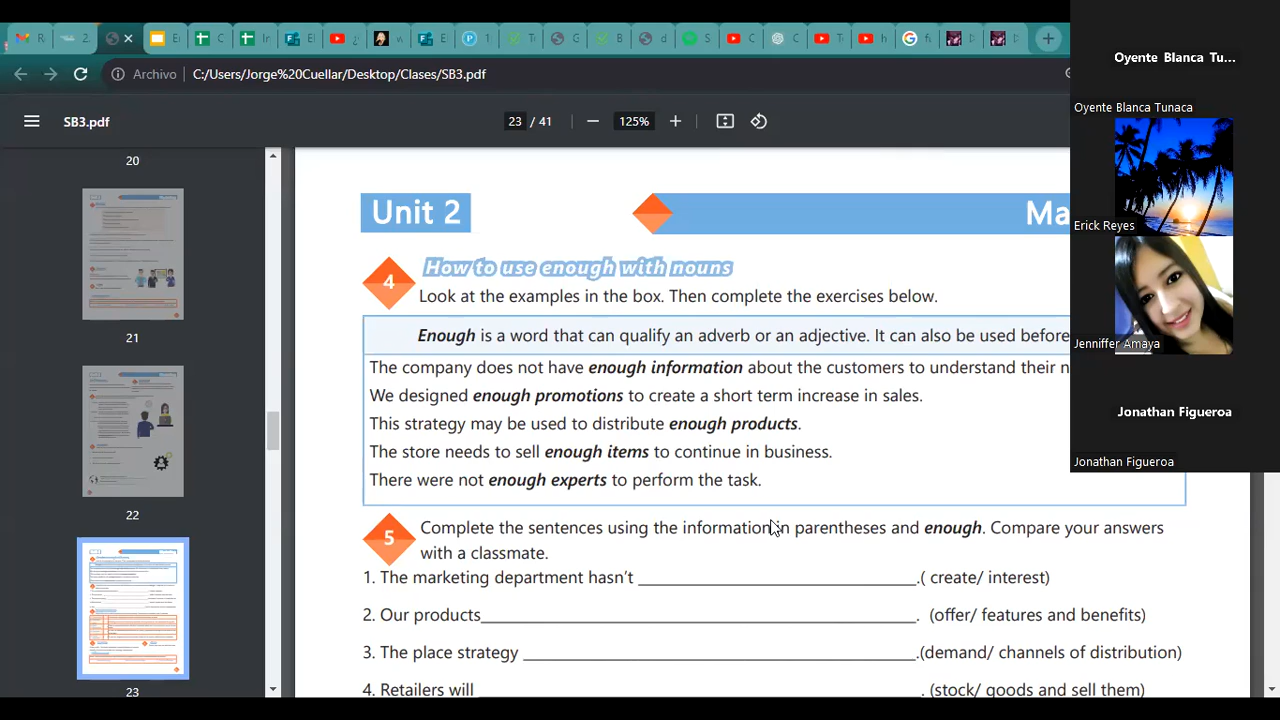 Archivo
C:/Users/Jorge%20Cuellar/Desktop/Clases/SB3.pdf
SB3.pdf
23 / 41
125%
20
21
22
23
Unit 2
Ma
4
How to use enough with nouns
Look at the examples in the box. Then complete the exercises below.
Enough is a word that can qualify an adverb or an adjective. It can also be used before
The company does not have enough information about the customers to understand their n
We designed enough promotions to create a short term increase in sales.
This strategy may be used to distribute enough products.
The store needs to sell enough items to continue in business.
There were not enough experts to perform the task.
5
Complete the sentences using the information in parentheses and enough. Compare your answers
with a classmate.
1. The marketing department hasn't ______________________________.( create/ interest)
2. Our products______________________________. (offer/ features and benefits)
3. The place strategy ______________________________.(demand/ channels of distribution)
4. Retailers will ______________________________. (stock/ goods and sell them)
Oyente Blanca Tu...
Oyente Blanca Tunaca
Erick Reyes
Jenniffer Amaya
Jonathan Figueroa
Jonathan Figueroa